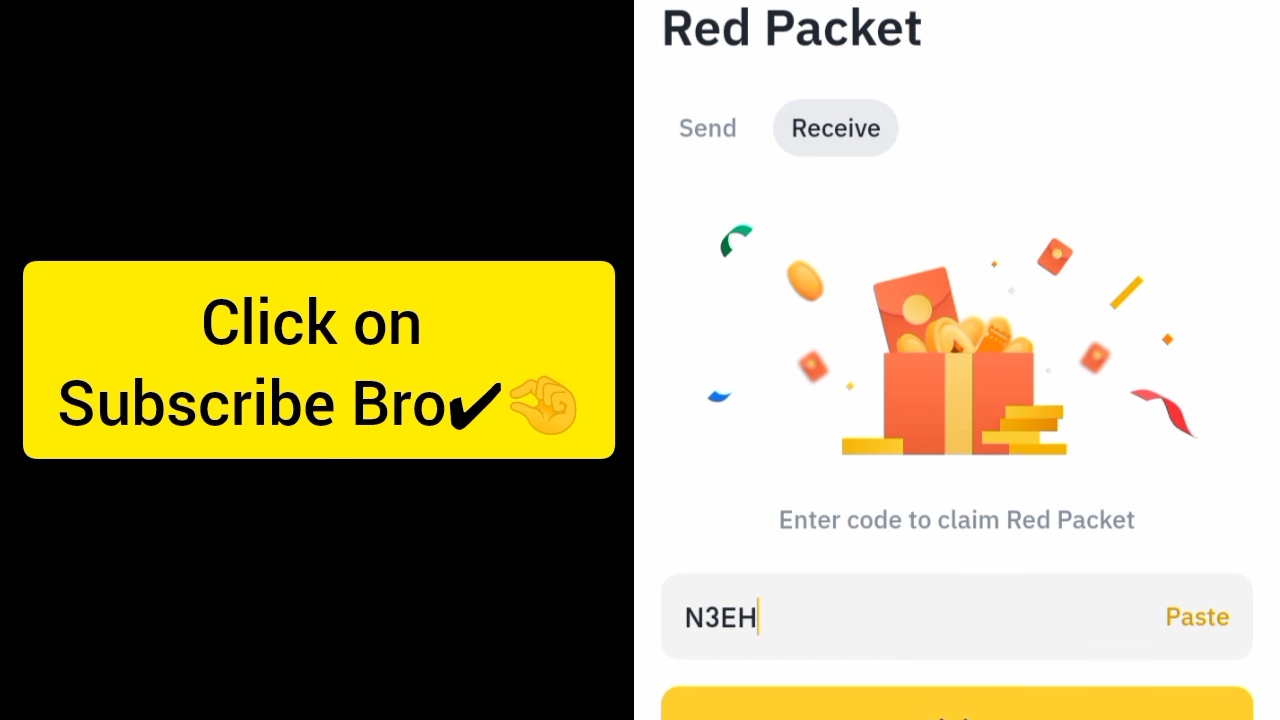 Click on
Subscribe Bro✔🤏
Red Packet
Send
Receive
Enter code to claim Red Packet
N3EH
Paste